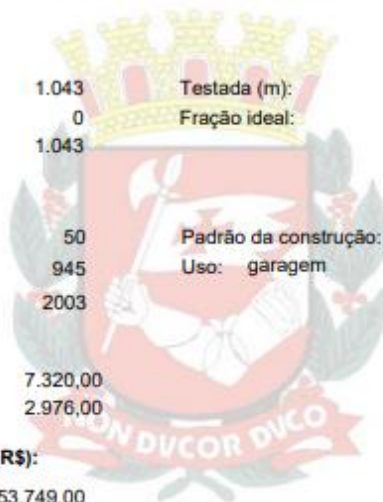 1.043 Testada (m):
0 Fração ideal:
1.043
50 Padrão da construção:
945 Uso: garagem
2003
7.320,00
2.976,00
NON DVCOR DVCO
R$):
53.749,00